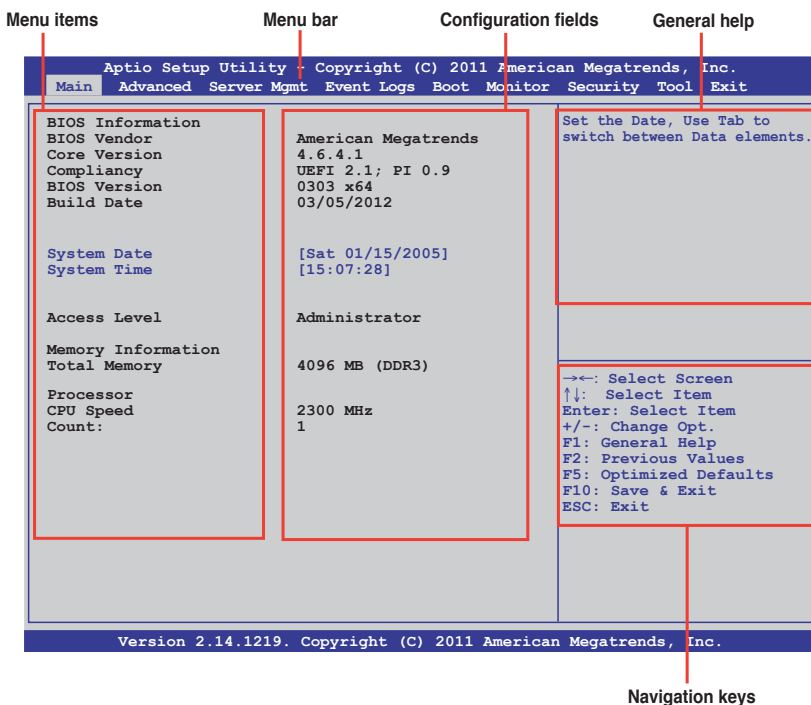 Menu items Menu bar Configuration fields General help
Aptio Setup Utility - Copyright (C) 2011 American Megatrends, Inc.
Main Advanced Server Mgmt Event Logs Boot Monitor Security Tool Exit
BIOS Information
BIOS Vendor American Megatrends
Core Version 4.6.4.1
Compliancy UEFI 2.1; PI 0.9
BIOS Version 0303 x64
Build Date 03/05/2012
System Date [Sat 01/15/2005]
System Time [15:07:28]
Access Level Administrator
Memory Information
Total Memory 4096 MB (DDR3)
Processor
CPU Speed 2300 MHz
Count: 1
Set the Date, Use Tab to
switch between Data elements.
→←: Select Screen
↑↓: Select Item
Enter: Select Item
+/-: Change Opt.
F1: General Help
F2: Previous Values
F5: Optimized Defaults
F10: Save & Exit
ESC: Exit
Version 2.14.1219. Copyright (C) 2011 American Megatrends, Inc.
Navigation keys